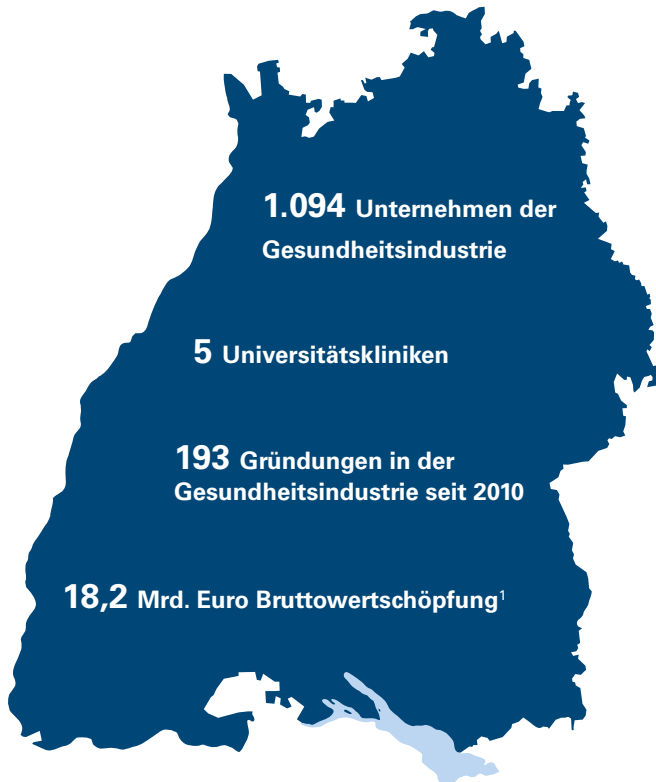 1.094 Unternehmen der
Gesundheitsindustrie
5 Universitätskliniken
193 Gründungen in der
Gesundheitsindustrie seit 2010
18,2 Mrd. Euro Bruttowertschöpfung¹